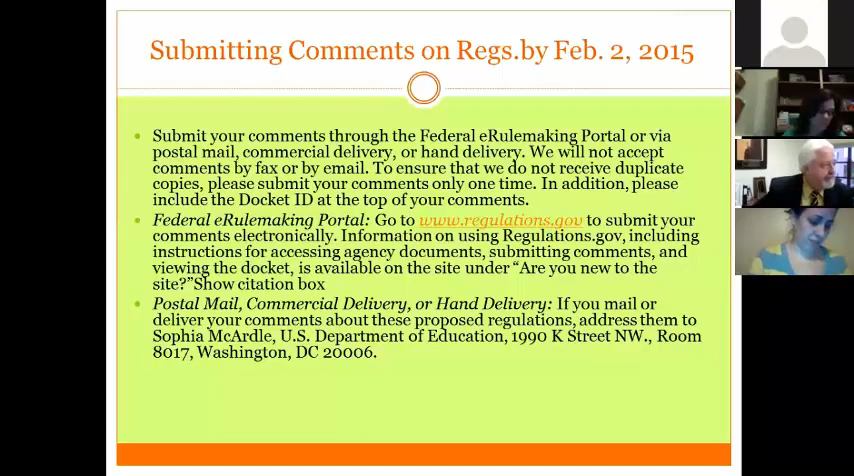 Submitting Comments on Regs.by Feb. 2, 2015
Submit your comments through the Federal eRulemaking Portal or via
postal mail, commercial delivery, or hand delivery. We will not accept
comments by fax or by email. To ensure that we do not receive duplicate
copies, please submit your comments only one time. In addition, please
include the Docket ID at the top of your comments.
Federal eRulemaking Portal: Go to www.regulations.gov to submit your
comments electronically. Information on using Regulations.gov, including
instructions for accessing agency documents, submitting comments, and
viewing the docket, is available on the site under “Are you new to the
site?”Show citation box
Postal Mail, Commercial Delivery, or Hand Delivery: If you mail or
deliver your comments about these proposed regulations, address them to
Sophia McArdle, U.S. Department of Education, 1990 K Street NW., Room
8017, Washington, DC 20006.